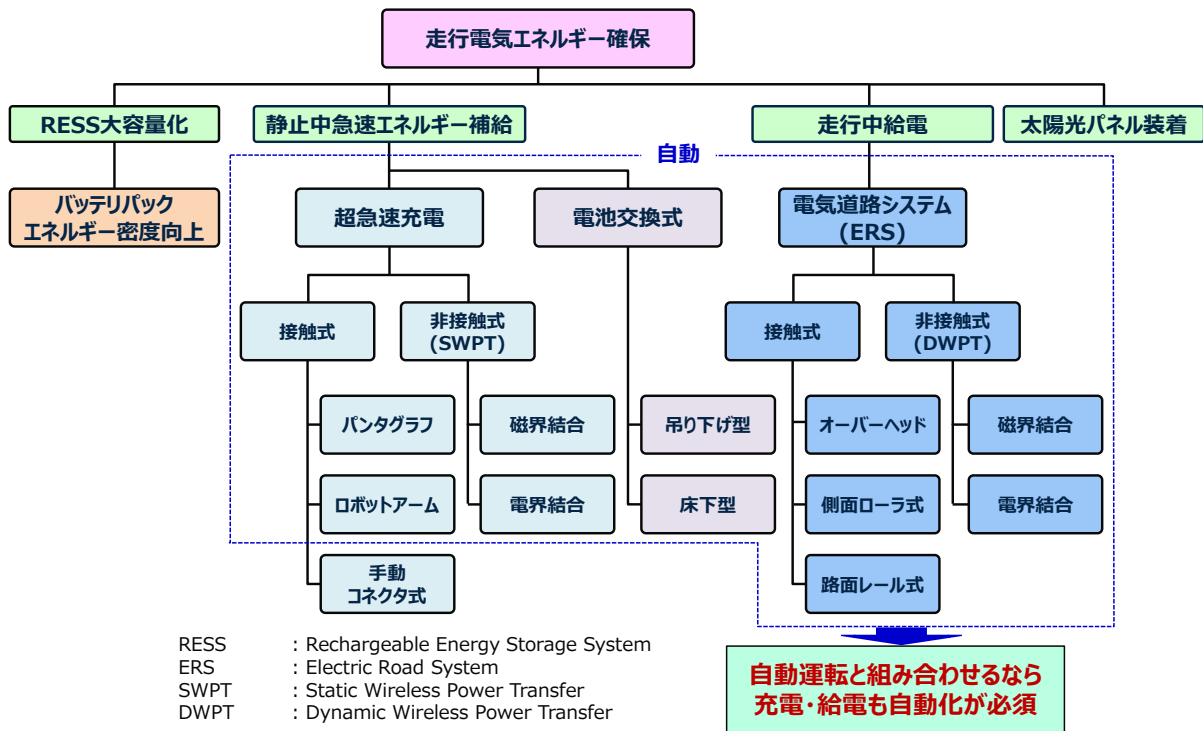 走行電気エネルギー確保
RESS大容量化
静止中急速エネルギー補給
走行中給電
太陽光パネル装着
自動
バッテリパック
エネルギー密度向上
超急速充電
電池交換式
電気道路システム
(ERS)
接触式
非接触式
(SWPT)
接触式
非接触式
(DWPT)
パンタグラフ
磁界結合
吊り下げ型
オーバーヘッド
磁界結合
ロボットアーム
電界結合
床下型
側面ローラ式
電界結合
手動
コネクタ式
路面レール式
RESS : Rechargeable Energy Storage System
ERS : Electric Road System
SWPT : Static Wireless Power Transfer
DWPT : Dynamic Wireless Power Transfer
自動運転と組み合わせるなら
充電・給電も自動化が必須